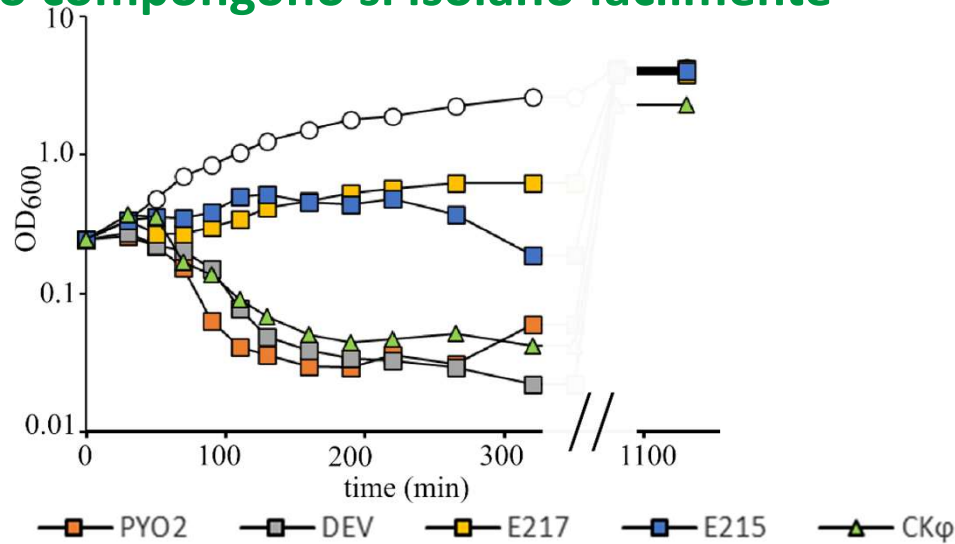 compongono si isolano facilmente
10
1.0
0.1
0.01
OD600
0 100 200 300 1100
time (min)
PYO2 DEV E217 E215 CKφ